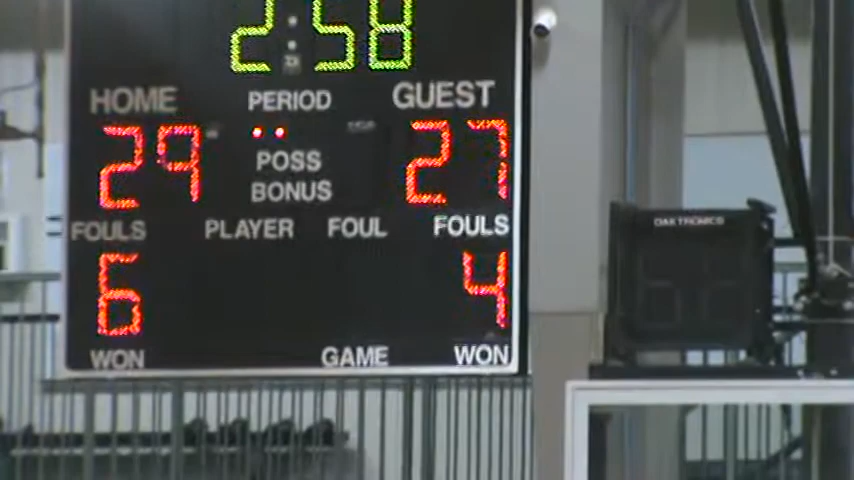 2:58
HOME PERIOD GUEST
29 27
POSS
BONUS
FOULS PLAYER FOUL FOULS
6 4
WON GAME WON
DAKTRONICS